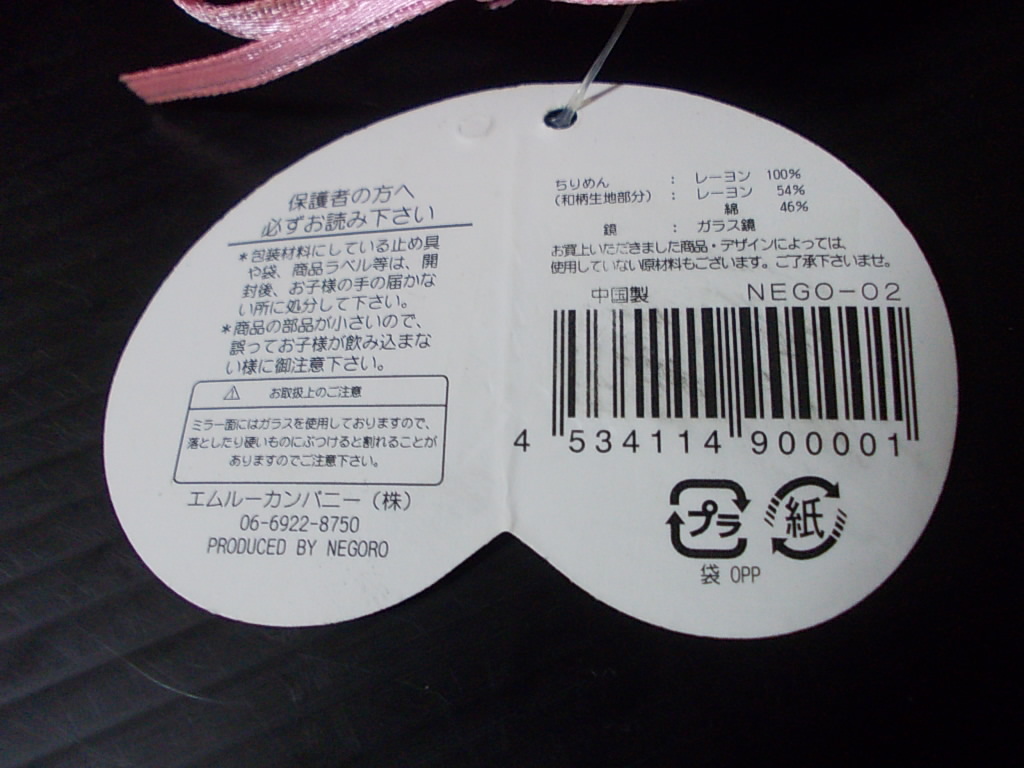 保護者の方へ
必ずお読み下さい
*包装材料にしている止め具
や袋、商品ラベル等は、開
封後、お子様の手の届かな
い所に処分して下さい。
*商品の部品が小さいので、
誤ってお子様が飲み込まな
い様に御注意下さい。
⚠ お取扱上のご注意
ミラー面にはガラスを使用しておりますので、
落としたり硬いものにぶつけると割れることが
ありますのでご注意下さい。
エムルーカンパニー（株）
06-6922-8750
PRODUCED BY NEGORO
ちりめん : レーヨン 100%
(和柄生地部分) : レーヨン 54%
綿 46%
鏡 : ガラス鏡
お買上いただきました商品・デザインによっては、
使用していない原材料もございます。ご了承下さいませ。
中国製 NEGO-02
4 534114 900001
プラ 紙
袋 OPP